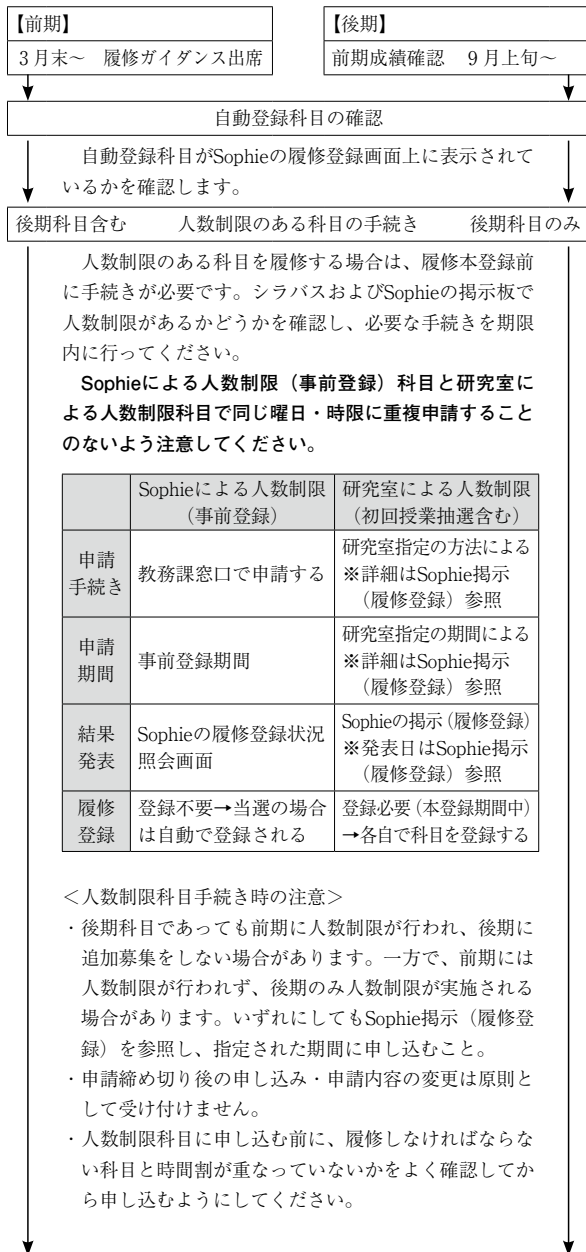 【前期】
3月末～　履修ガイダンス出席
【後期】
前期成績確認　9月上旬～
自動登録科目の確認
自動登録科目がSophieの履修登録画面上に表示されて
いるかを確認します。
後期科目含む　人数制限のある科目の手続き　後期科目のみ
人数制限のある科目を履修する場合は、履修本登録前
に手続きが必要です。シラバスおよびSophieの掲示板で
人数制限があるかどうかを確認し、必要な手続きを期限
内に行ってください。
Sophieによる人数制限（事前登録）科目と研究室に
よる人数制限科目で同じ曜日・時限に重複申請すること
のないよう注意してください。
Sophieによる人数制限
（事前登録）
研究室による人数制限
（初回授業抽選含む）
申請
手続き
教務課窓口で申請する
研究室指定の方法による
※詳細はSophie掲示
（履修登録）参照
申請
期間
事前登録期間
研究室指定の期間による
※詳細はSophie掲示
（履修登録）参照
結果
発表
Sophieの履修登録状況
照会画面
Sophieの掲示（履修登録）
※発表日はSophie掲示
（履修登録）参照
履修
登録
登録不要→当選の場合
は自動で登録される
登録必要（本登録期間中）
→各自で科目を登録する
＜人数制限科目手続き時の注意＞
・後期科目であっても前期に人数制限が行われ、後期に
追加募集をしない場合があります。一方で、前期には
人数制限が行われず、後期のみ人数制限が実施される
場合があります。いずれにしてもSophie掲示（履修登
録）を参照し、指定された期間に申し込むこと。
・申請締め切り後の申し込み・申請内容の変更は原則と
して受け付けません。
・人数制限科目に申し込む前に、履修しなければならな
い科目と時間割が重なっていないかをよく確認してか
ら申し込むようにしてください。